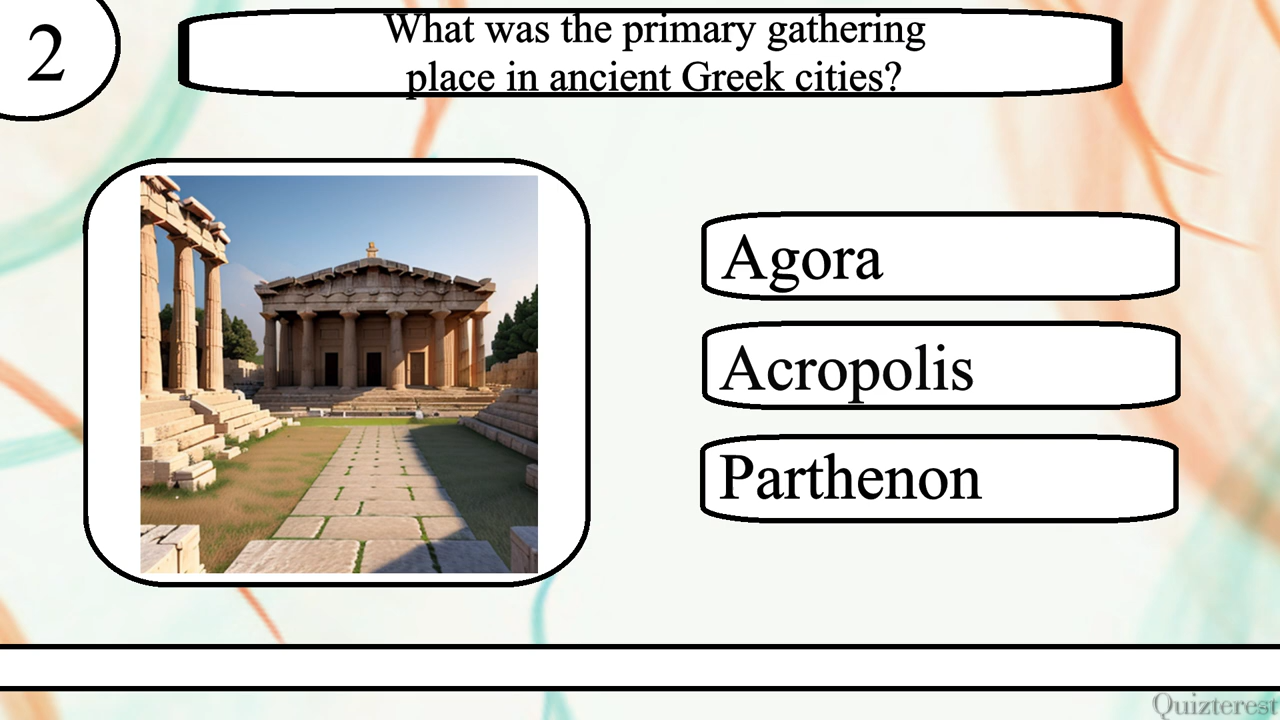 2
What was the primary gathering
place in ancient Greek cities?
Agora
Acropolis
Parthenon
Quizterest